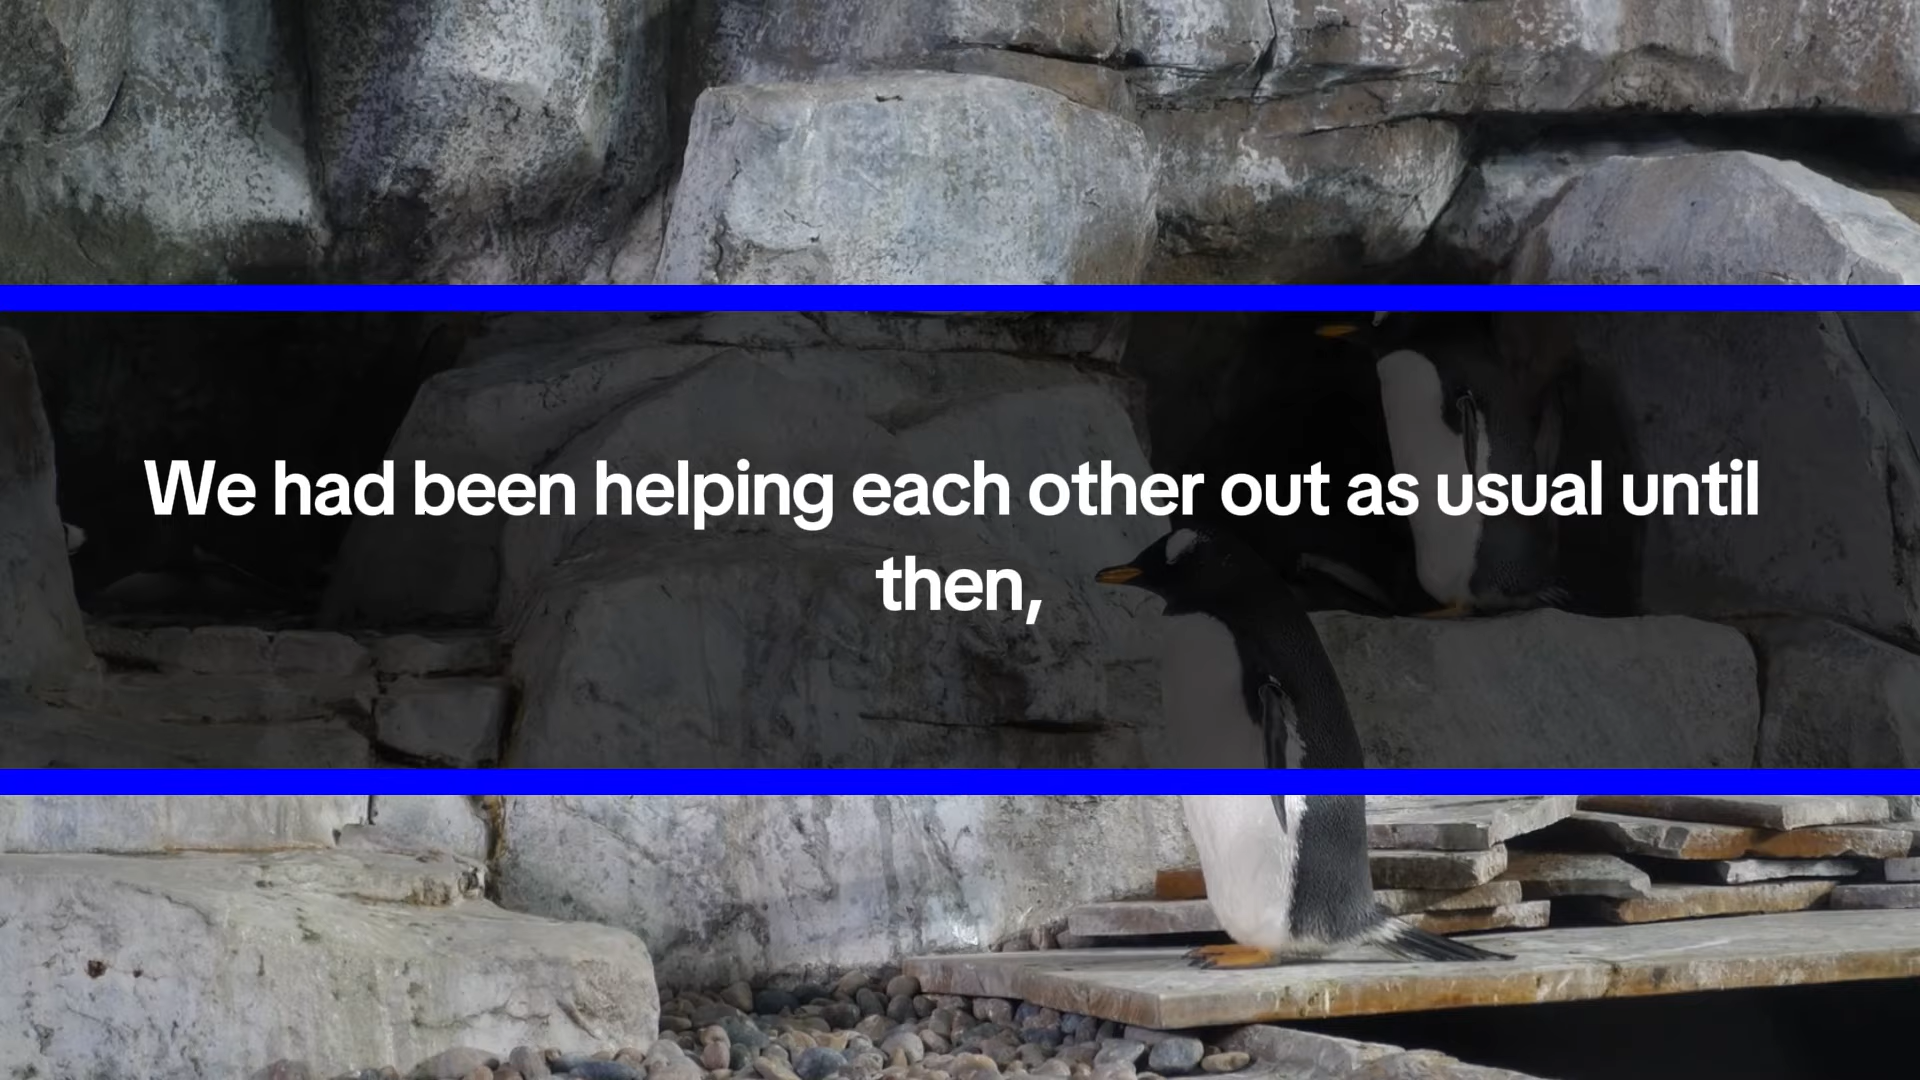 We had been helping each other out as usual until
then,